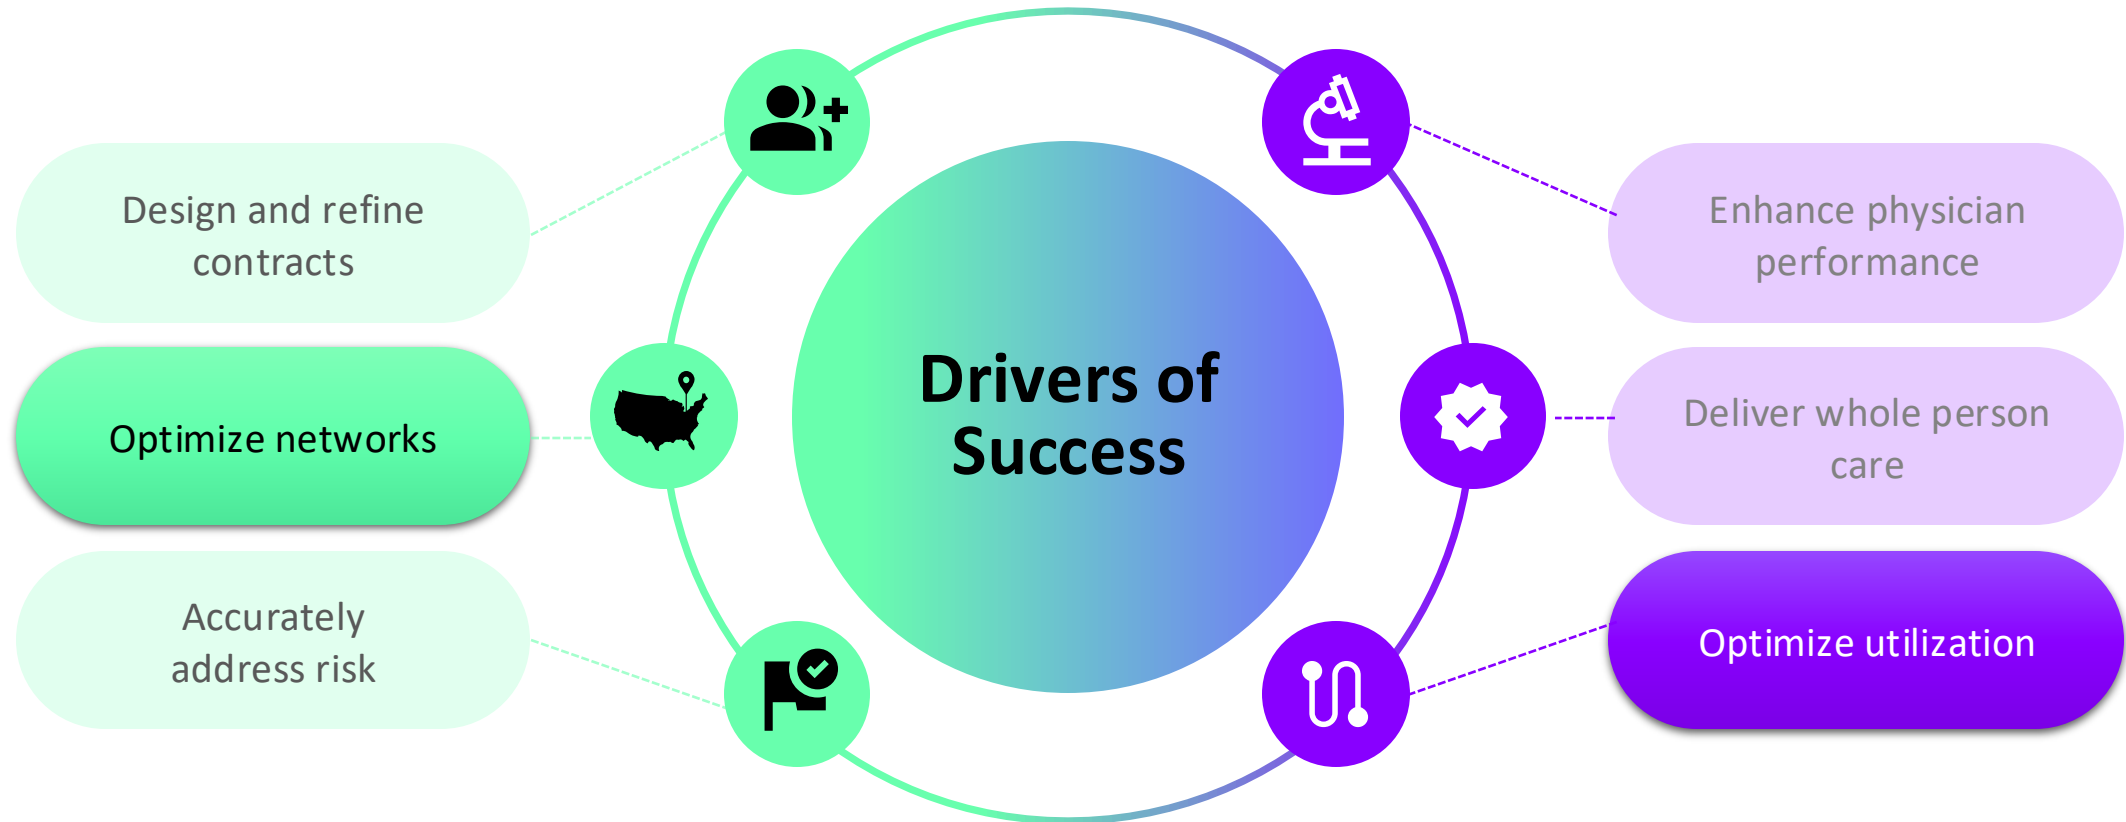 Design and refine
contracts
Optimize networks
Accurately
address risk
Drivers of
Success
Enhance physician
performance
Deliver whole person
care
Optimize utilization